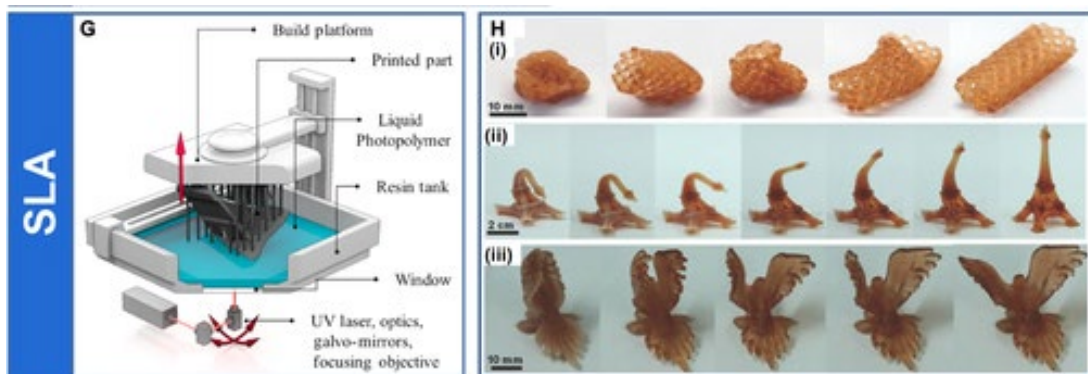 SLA
G
Build platform
Printed part
Liquid
Photopolymer
Resin tank
Window
UV laser, optics,
galvo-mirrors,
focusing objective
H
(i)
10 mm
(ii)
2 cm
(iii)
10 mm